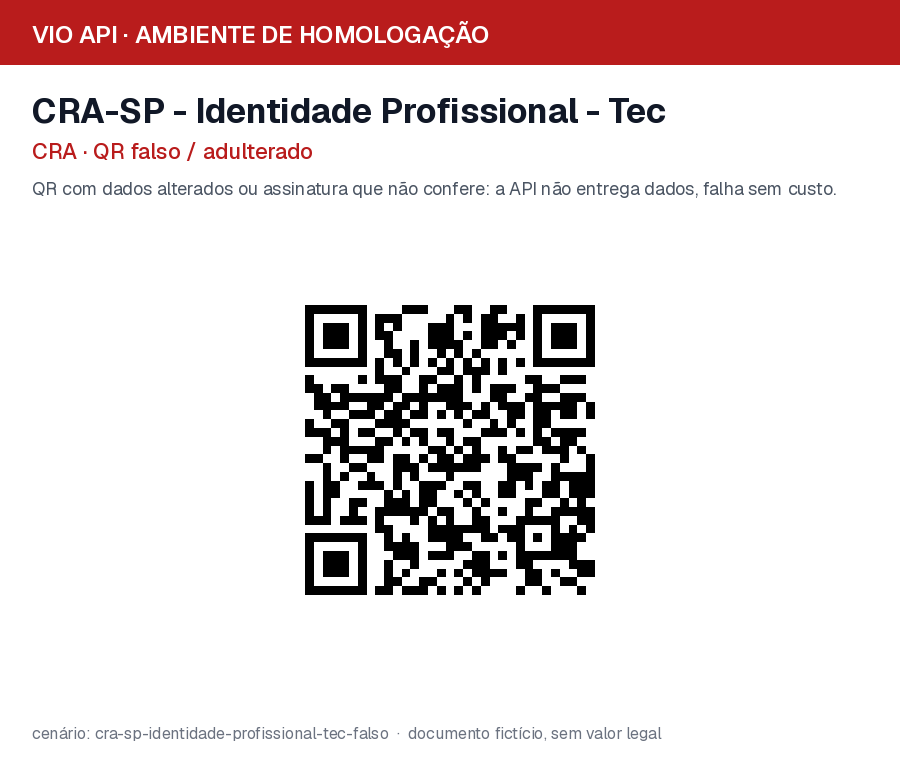 VIO API · AMBIENTE DE HOMOLOGAÇÃO
CRA-SP - Identidade Profissional - Tec
CRA · QR falso / adulterado
QR com dados alterados ou assinatura que não confere: a API não entrega dados, falha sem custo.
cenário: cra-sp-identidade-profissional-tec-falso · documento fictício, sem valor legal